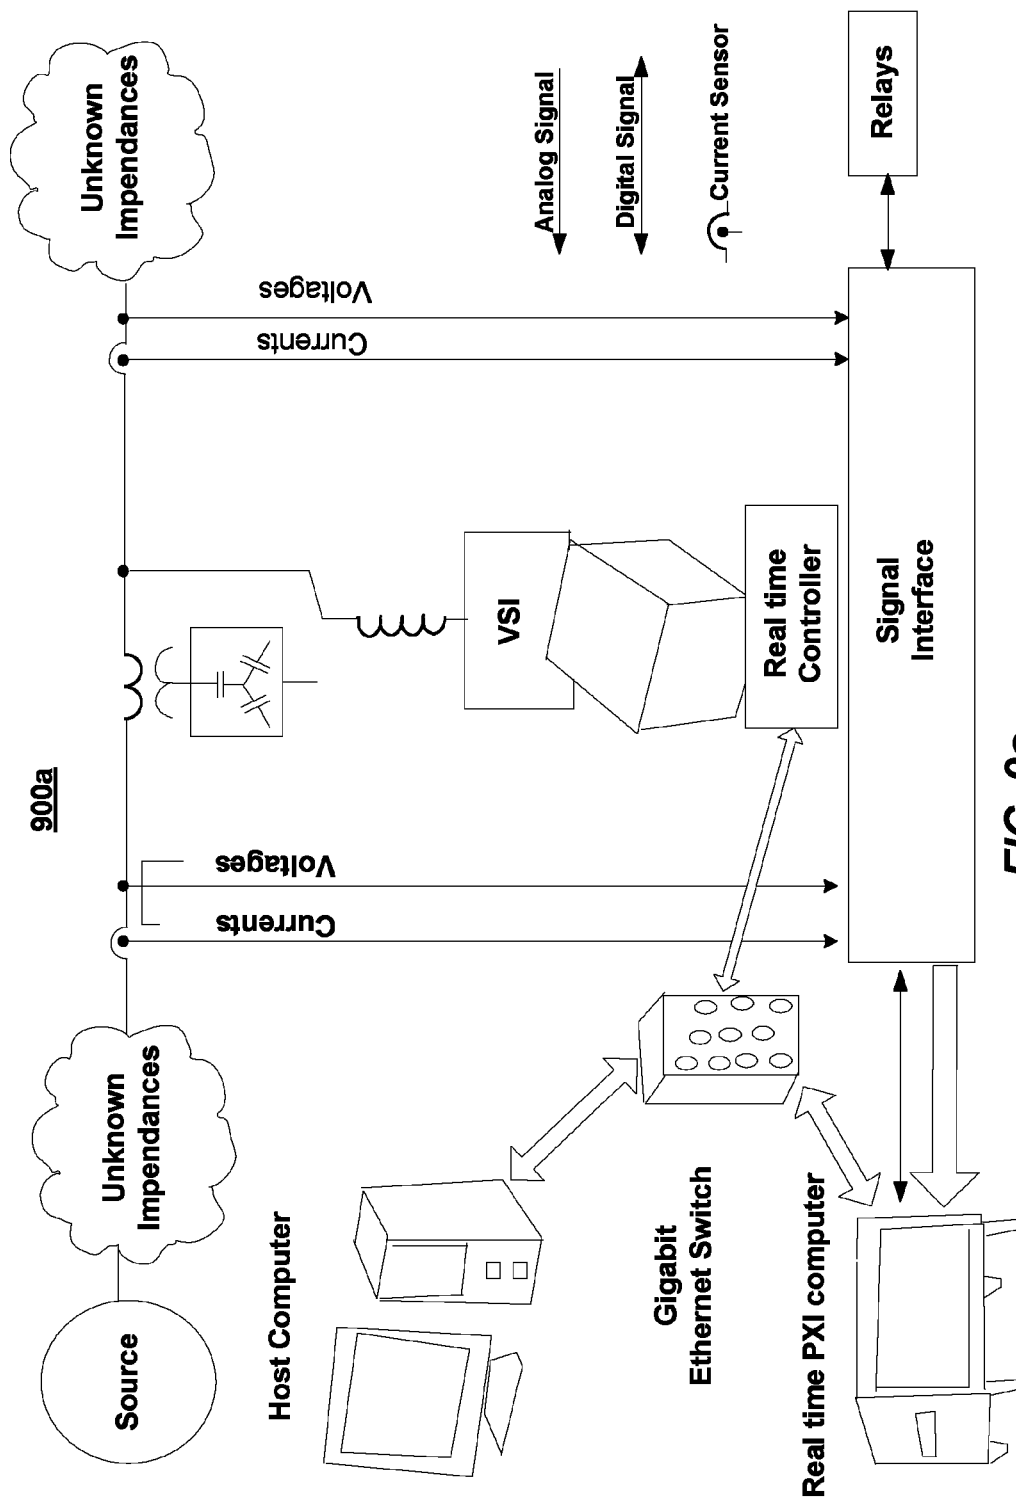 900a
Source
Unknown
Impendances
Currents
Voltages
Currents
Voltages
Unknown
Impendances
Host Computer
VSI
Analog Signal
Digital Signal
Current Sensor
Gigabit
Ethernet Switch
Real time
Controller
Real time PXI computer
Signal
Interface
Relays